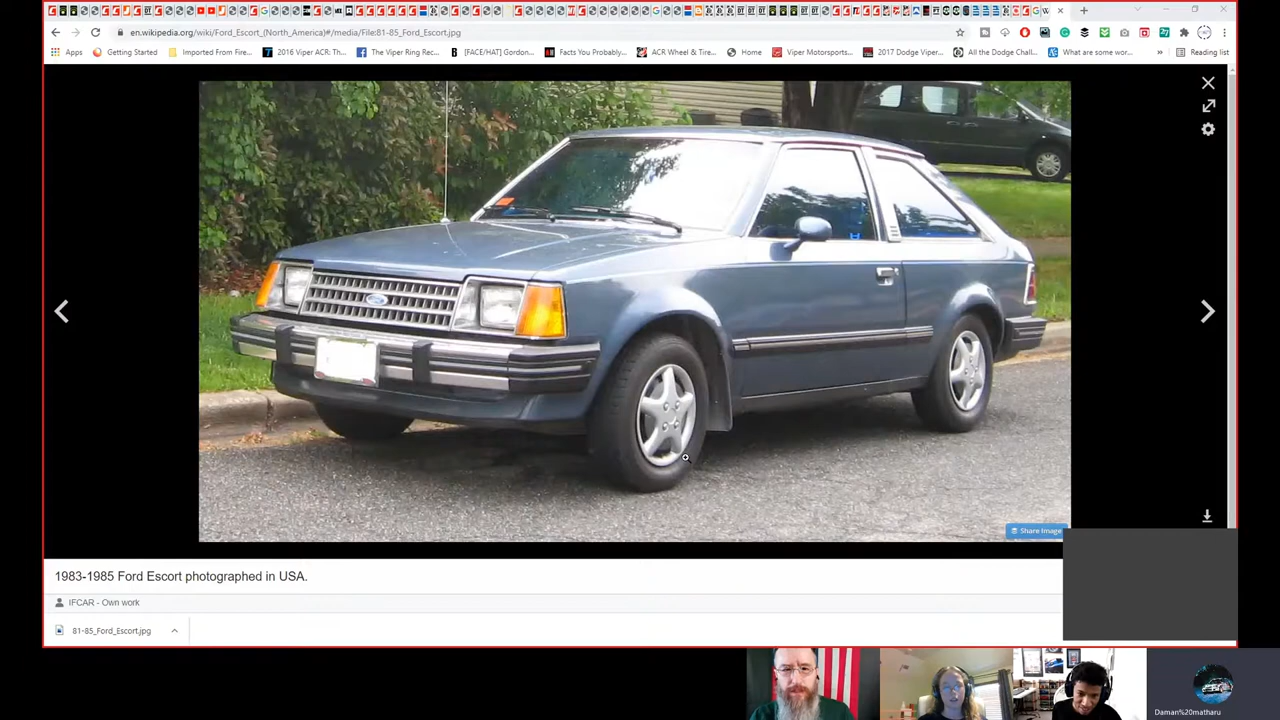 en.wikipedia.org/wiki/Ford_Escort_(North_America)#/media/File:81-85_Ford_Escort.jpg
Apps Getting Started Imported From Fire... 2016 Viper ACR: Th... The Viper Ring Rec... [FACE/HAT] Gordon... Facts You Probably... ACR Wheel & Tire... Home Viper Motorsports... 2017 Dodge Viper... All the Dodge Chall... What are some wor... » Reading list
Share Image
1983-1985 Ford Escort photographed in USA.
IFCAR - Own work
81-85_Ford_Escort.jpg
Daman%20matharu